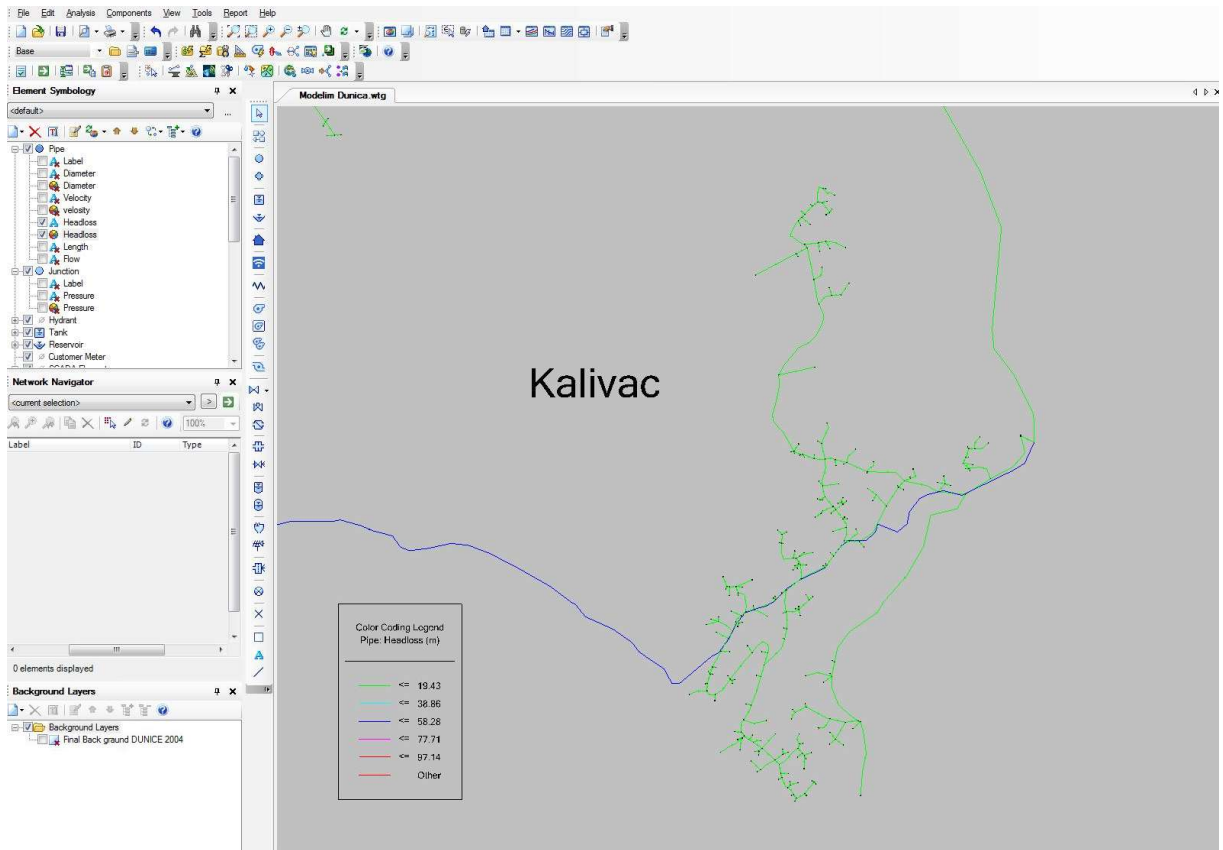 File Edit Analysis Components View Tools Report Help
Base
Element Symbology
<default>
...
Pipe
Label
Diameter
Diameter
Velocity
velosity
Headloss
Headloss
Length
Flow
Junction
Label
Pressure
Pressure
Hydrant
Tank
Reservoir
Customer Meter
Network Navigator
<current selection>
>
100%
Label ID Type
0 elements displayed
Background Layers
Background Layers
Final Back ground DUNICE 2004
Modelim Dunica.wtg
Kalivac
Color Coding Legend
Pipe: Headloss (m)
<= 19.43
<= 38.86
<= 58.28
<= 77.71
<= 97.14
Other